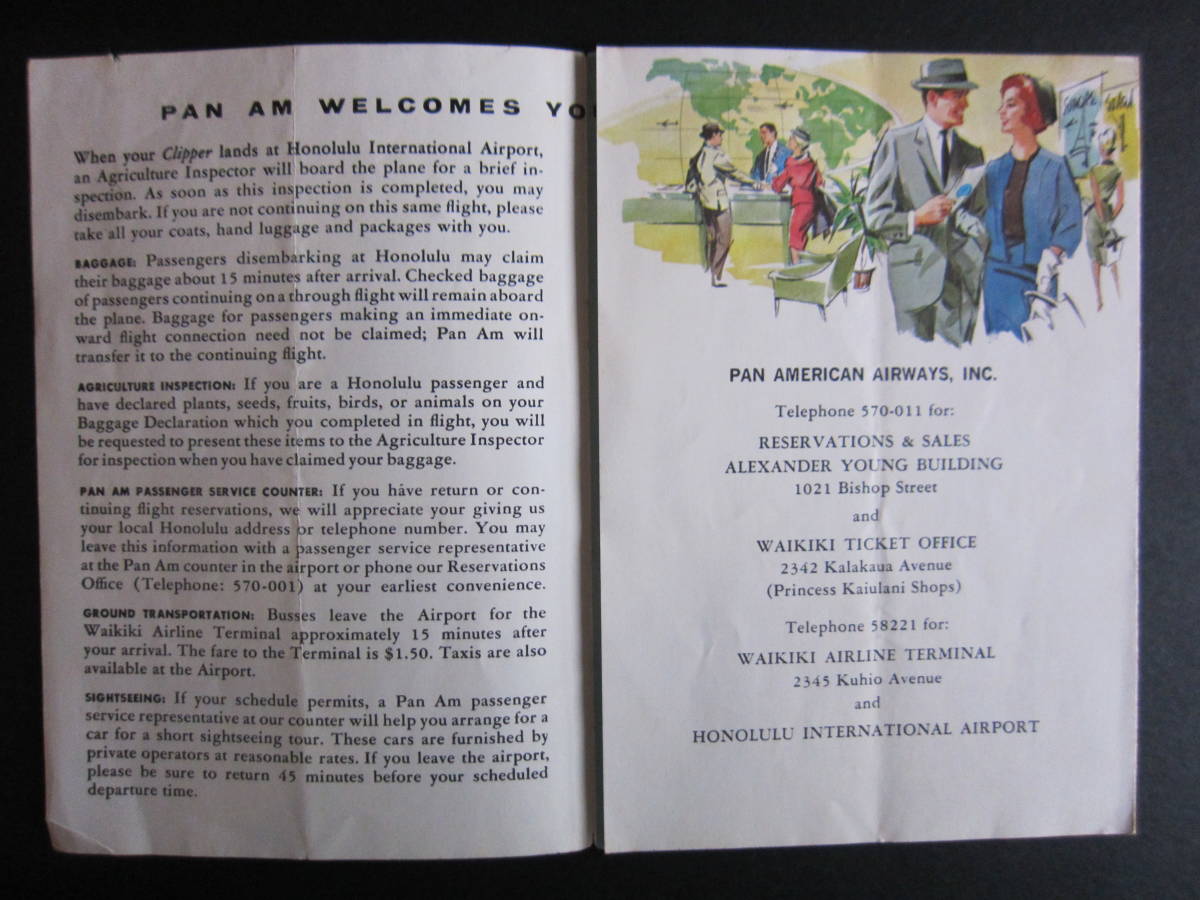 PAN AM WELCOMES YO
When your Clipper lands at Honolulu International Airport,
an Agriculture Inspector will board the plane for a brief in-
spection. As soon as this inspection is completed, you may
disembark. If you are not continuing on this same flight, please
take all your coats, hand luggage and packages with you.
BAGGAGE: Passengers disembarking at Honolulu may claim
their baggage about 15 minutes after arrival. Checked baggage
of passengers continuing on a through flight will remain aboard
the plane. Baggage for passengers making an immediate on-
ward flight connection need not be claimed; Pan Am will
transfer it to the continuing flight.
AGRICULTURE INSPECTION: If you are a Honolulu passenger and
have declared plants, seeds, fruits, birds, or animals on your
Baggage Declaration which you completed in flight, you will
be requested to present these items to the Agriculture Inspector
for inspection when you have claimed your baggage.
PAN AM PASSENGER SERVICE COUNTER: If you have return or con-
tinuing flight reservations, we will appreciate your giving us
your local Honolulu address or telephone number. You may
leave this information with a passenger service representative
at the Pan Am counter in the airport or phone our Reservations
Office (Telephone: 570-001) at your earliest convenience.
GROUND TRANSPORTATION: Busses leave the Airport for the
Waikiki Airline Terminal approximately 15 minutes after
your arrival. The fare to the Terminal is $1.50. Taxis are also
available at the Airport.
SIGHTSEEING: If your schedule permits, a Pan Am passenger
service representative at our counter will help you arrange for a
car for a short sightseeing tour. These cars are furnished by
private operators at reasonable rates. If you leave the airport,
please be sure to return 45 minutes before your scheduled
departure time.
PAN AMERICAN AIRWAYS, INC.
Telephone 570-011 for:
RESERVATIONS & SALES
ALEXANDER YOUNG BUILDING
1021 Bishop Street
and
WAIKIKI TICKET OFFICE
2342 Kalakaua Avenue
(Princess Kaiulani Shops)
Telephone 58221 for:
WAIKIKI AIRLINE TERMINAL
2345 Kuhio Avenue
and
HONOLULU INTERNATIONAL AIRPORT